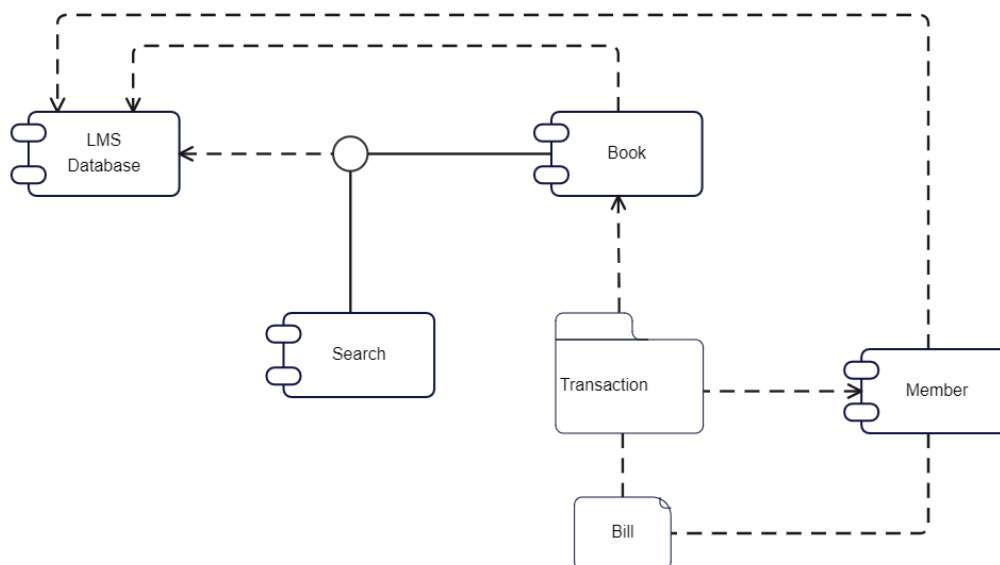 LMS
Database
Book
Search
Transaction
Member
Bill